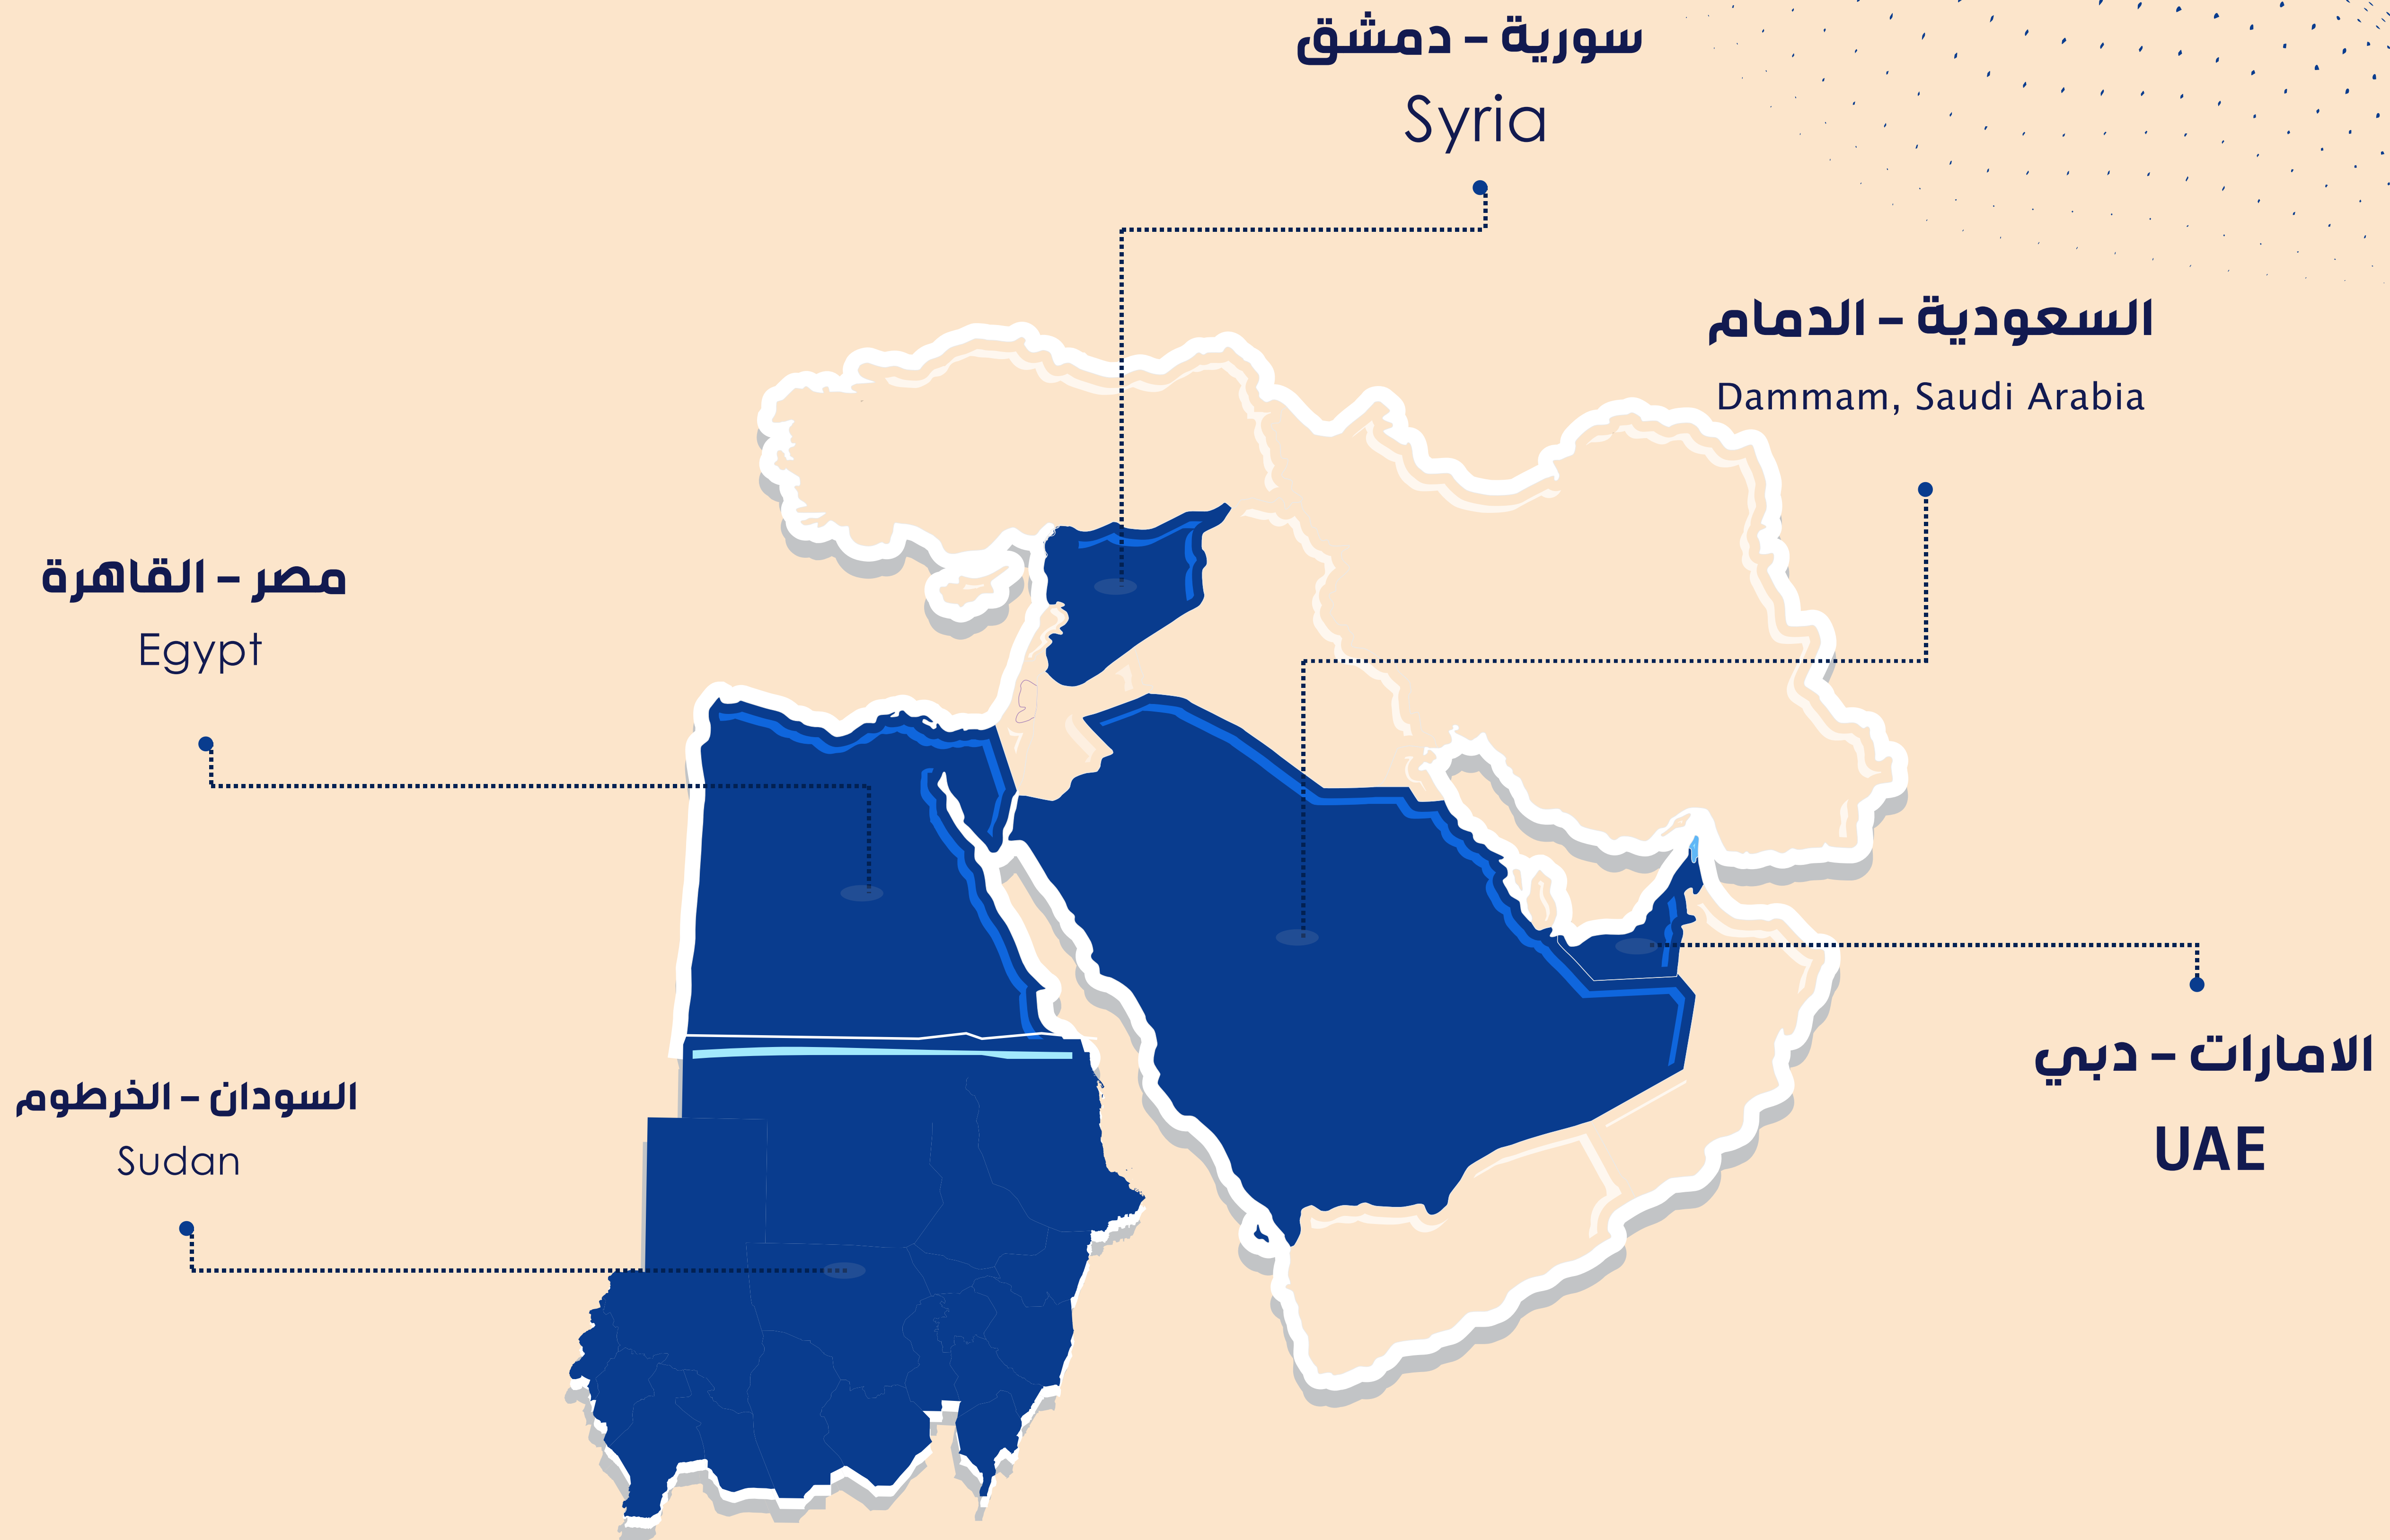 سورية – دمشق
Syria
السعودية – الدمام
Dammam, Saudi Arabia
مصر – القاهرة
Egypt
الامارات – دبي
UAE
السودان – الخرطوم
Sudan